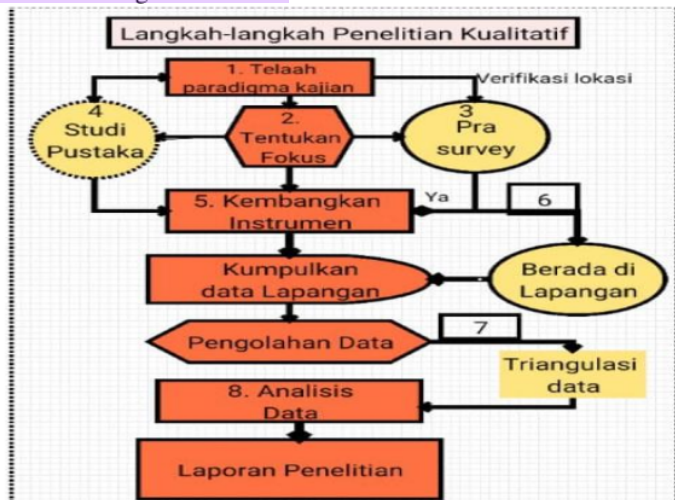 Langkah-langkah Penelitian Kualitatif
1. Telaah
paradigma kajian
Verifikasi lokasi
4
Studi
Pustaka
2.
Tentukan
Fokus
3
Pra
survey
5. Kembangkan
Instrumen
Ya
6
Kumpulkan
data Lapangan
Berada di
Lapangan
Pengolahan Data
7
Triangulasi
data
8. Analisis
Data
Laporan Penelitian